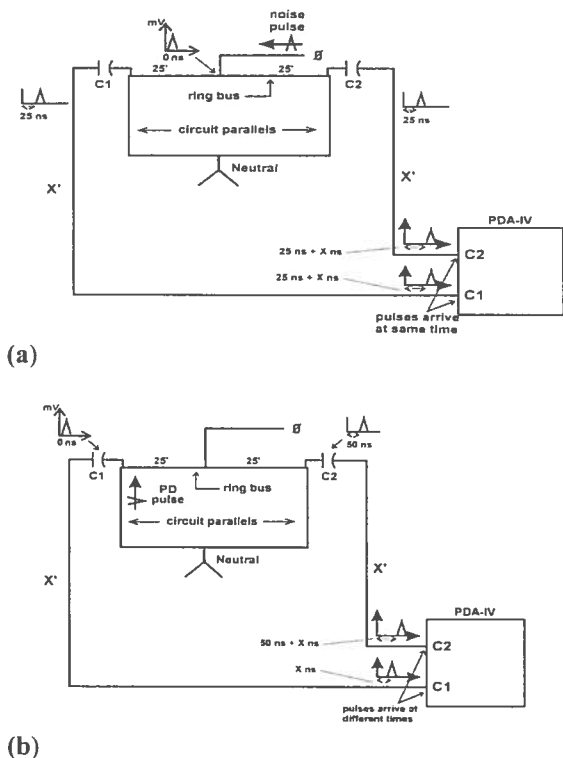 noise
pulse
mV
0 ns
Ø
25'
25'
C1
C2
ring bus
25 ns
25 ns
circuit parallels
Neutral
X'
X'
PDA-IV
25 ns + X ns
C2
25 ns + X ns
C1
pulses arrive
at same time
(a)
mV
0 ns
Ø
50 ns
25'
25'
C1
C2
PD
pulse
ring bus
circuit parallels
Neutral
X'
X'
PDA-IV
50 ns + X ns
C2
X ns
C1
pulses arrive at
different times
(b)